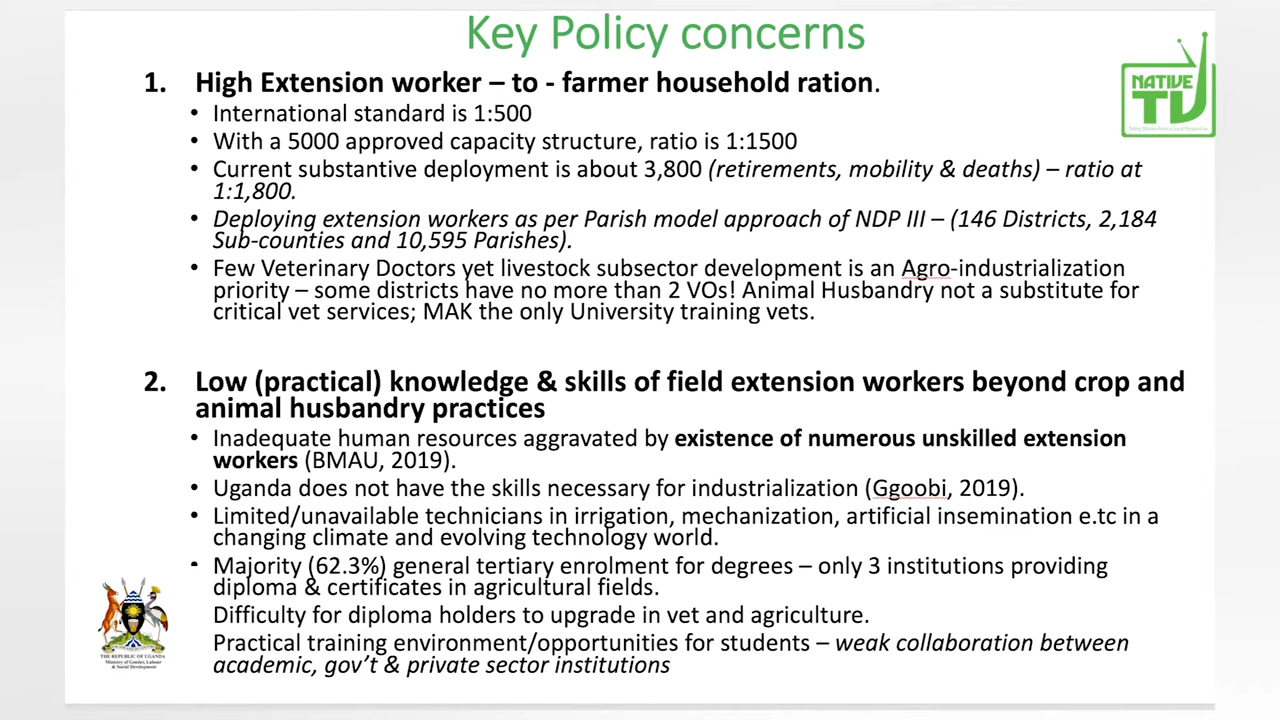 Key Policy concerns
NATIVE
TV
1. High Extension worker – to - farmer household ration.
• International standard is 1:500
• With a 5000 approved capacity structure, ratio is 1:1500
• Current substantive deployment is about 3,800 (retirements, mobility & deaths) – ratio at
1:1,800.
• Deploying extension workers as per Parish model approach of NDP III – (146 Districts, 2,184
Sub-counties and 10,595 Parishes).
• Few Veterinary Doctors yet livestock subsector development is an Agro-industrialization
priority – some districts have no more than 2 VOs! Animal Husbandry not a substitute for
critical vet services; MAK the only University training vets.
2. Low (practical) knowledge & skills of field extension workers beyond crop and
animal husbandry practices
• Inadequate human resources aggravated by existence of numerous unskilled extension
workers (BMAU, 2019).
• Uganda does not have the skills necessary for industrialization (Ggoobi, 2019).
• Limited/unavailable technicians in irrigation, mechanization, artificial insemination e.tc in a
changing climate and evolving technology world.
• Majority (62.3%) general tertiary enrolment for degrees – only 3 institutions providing
diploma & certificates in agricultural fields.
Difficulty for diploma holders to upgrade in vet and agriculture.
Practical training environment/opportunities for students – weak collaboration between
academic, gov’t & private sector institutions
THE REPUBLIC OF UGANDA
Ministry of Gender, Labour
& Social Development